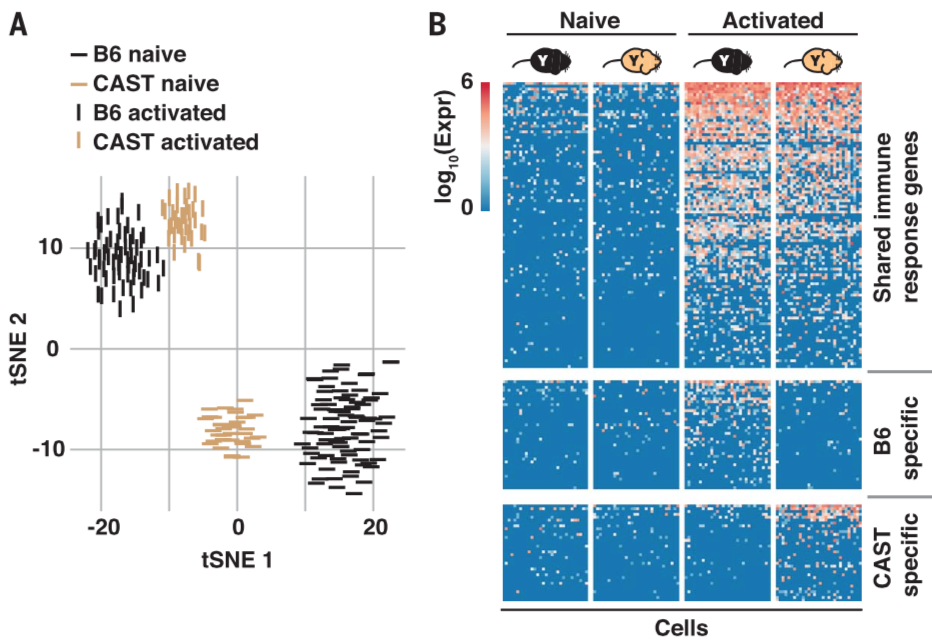 A
B6 naive
CAST naive
B6 activated
CAST activated
10
0
-10
-20
0
20
tSNE 1
tSNE 2
B
Naive
Activated
Y
Y
Y
Y
6
0
log10(Expr)
Shared immune
response genes
B6
specific
CAST
specific
Cells